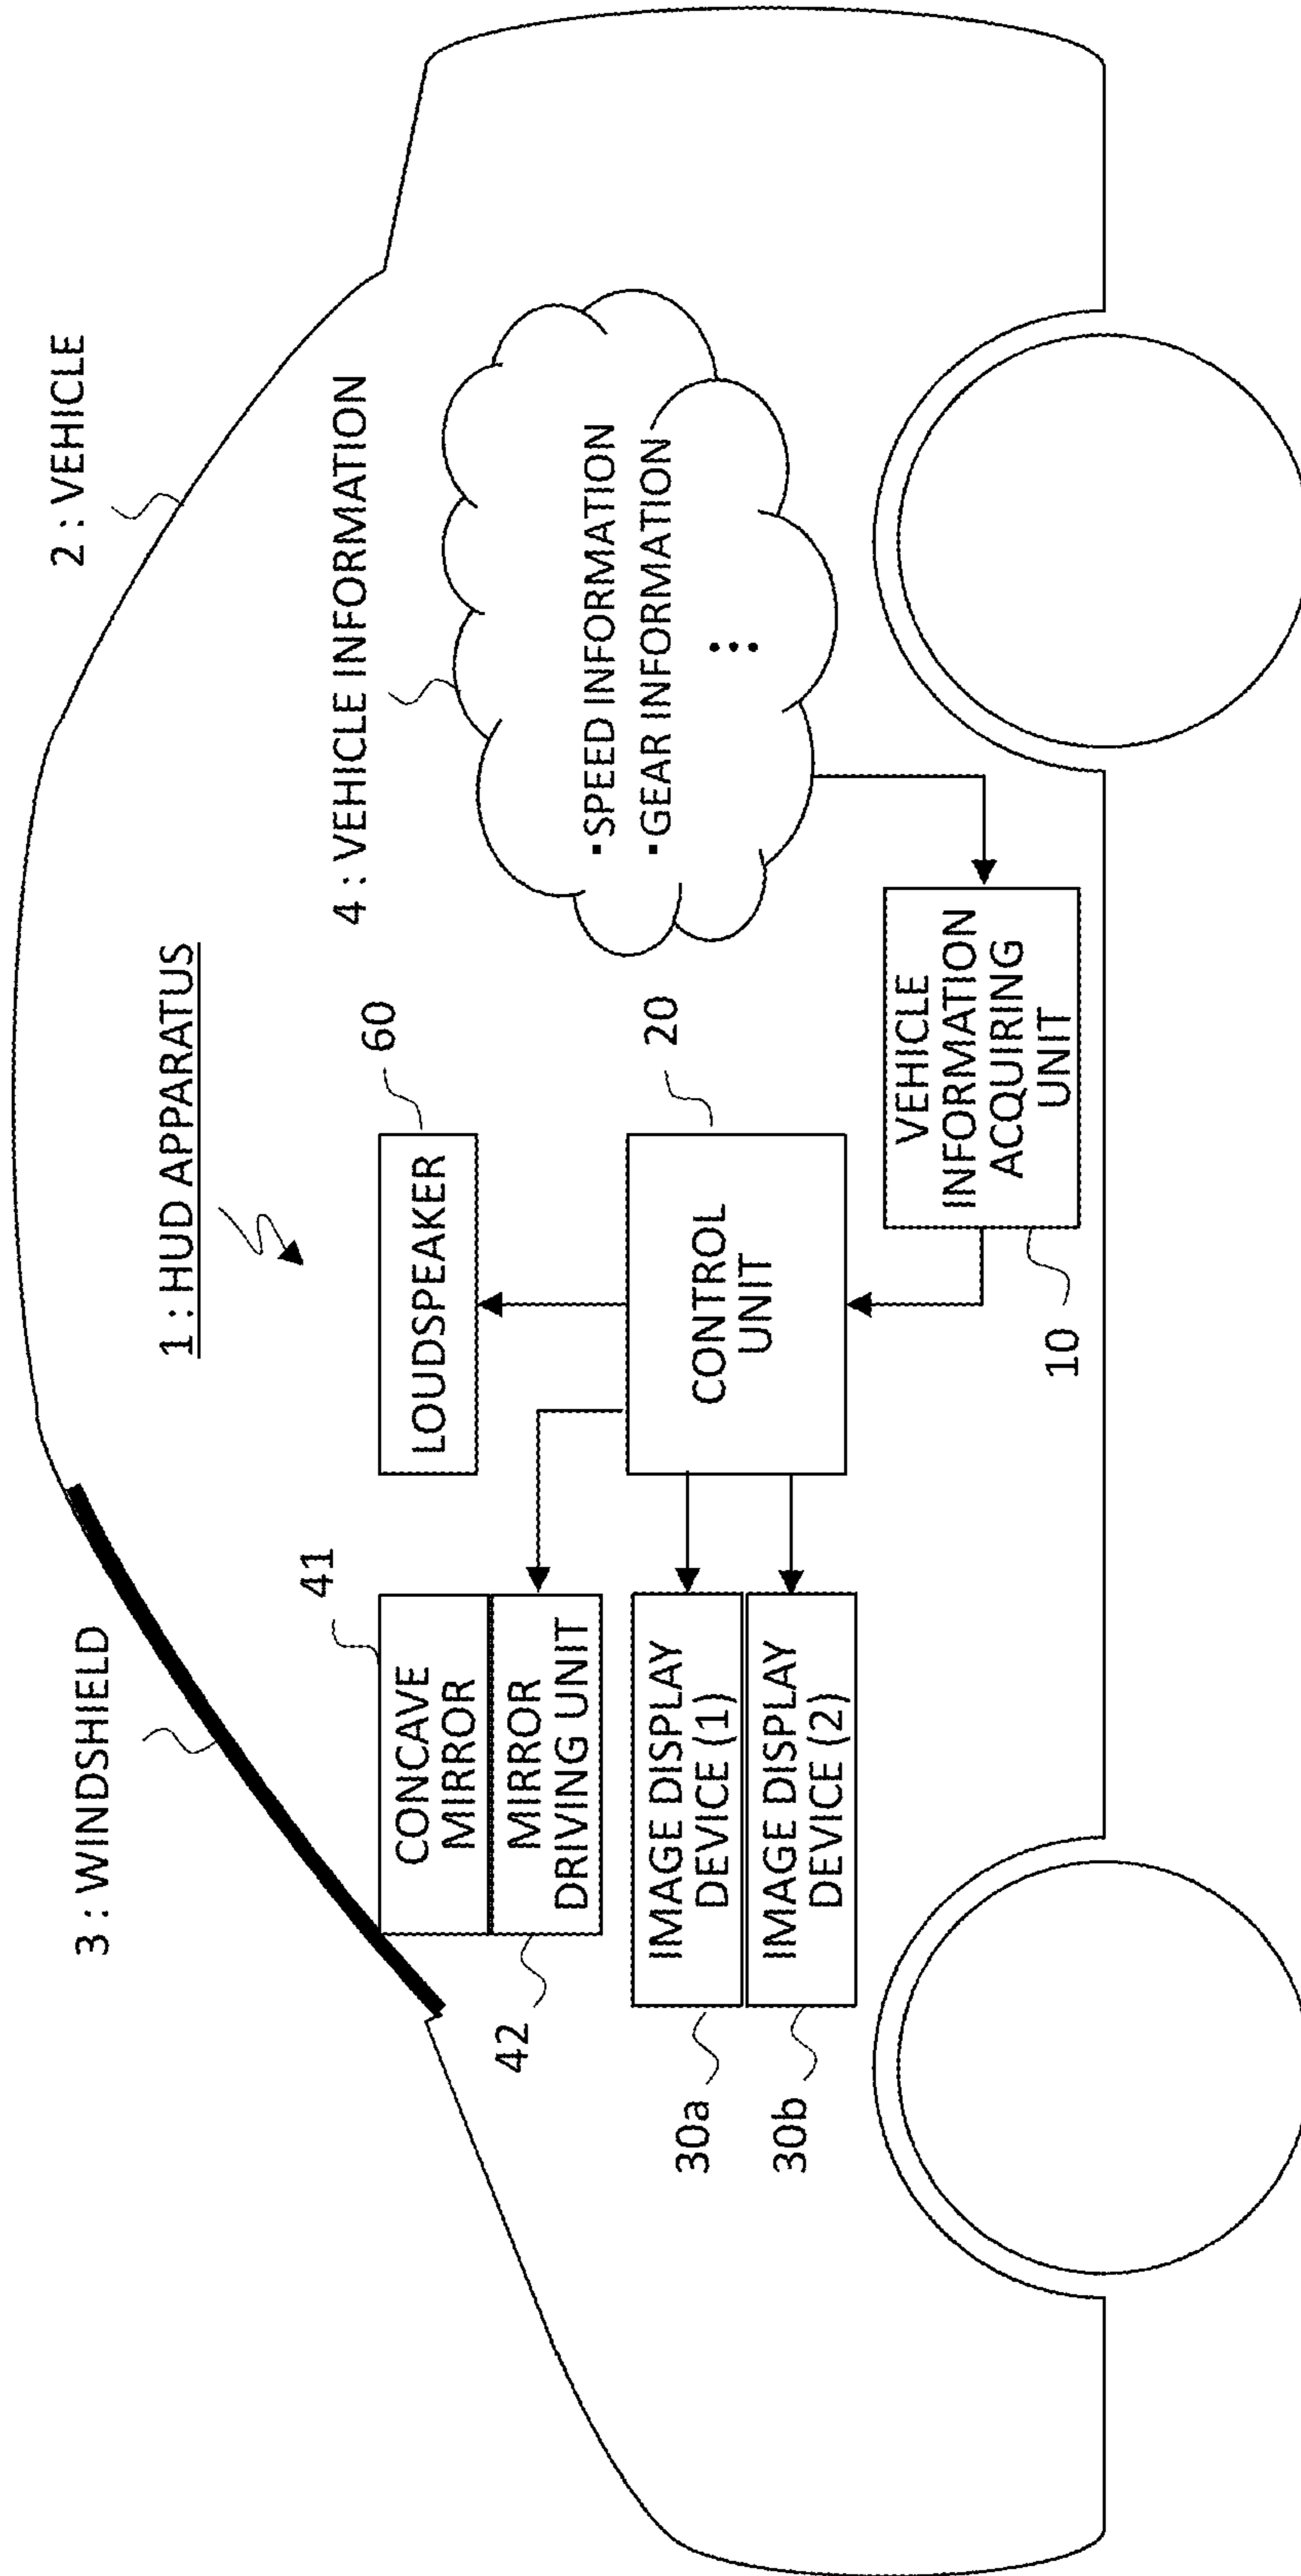 2 : VEHICLE
1 : HUD APPARATUS
3 : WINDSHIELD
4 : VEHICLE INFORMATION
41
60
CONCAVE
MIRROR
LOUDSPEAKER
42
MIRROR
DRIVING UNIT
・SPEED INFORMATION
・GEAR INFORMATION
⋮
20
30a
IMAGE DISPLAY
DEVICE (1)
CONTROL
UNIT
30b
IMAGE DISPLAY
DEVICE (2)
10
VEHICLE
INFORMATION
ACQUIRING
UNIT